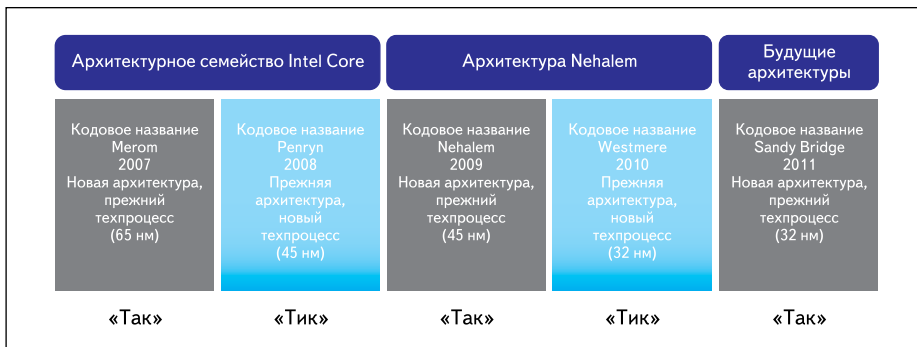 Архитектурное семейство Intel Core
Архитектура Nehalem
Будущие
архитектуры
Кодовое название
Merom
2007
Новая архитектура,
прежний
техпроцесс
(65 нм)
Кодовое название
Penryn
2008
Прежняя
архитектура,
новый
техпроцесс
(45 нм)
Кодовое название
Nehalem
2009
Новая архитектура,
прежний
техпроцесс
(45 нм)
Кодовое название
Westmere
2010
Прежняя
архитектура,
новый
техпроцесс
(32 нм)
Кодовое название
Sandy Bridge
2011
Новая архитектура,
прежний
техпроцесс
(32 нм)
«Так»
«Тик»
«Так»
«Тик»
«Так»